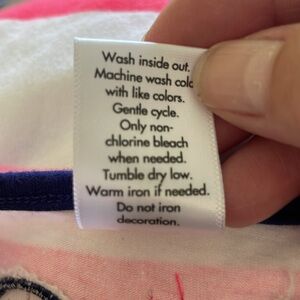 Wash inside out.
Machine wash cold
with like colors.
Gentle cycle.
Only non-
chlorine bleach
when needed.
Tumble dry low.
Warm iron if needed.
Do not iron
decoration.